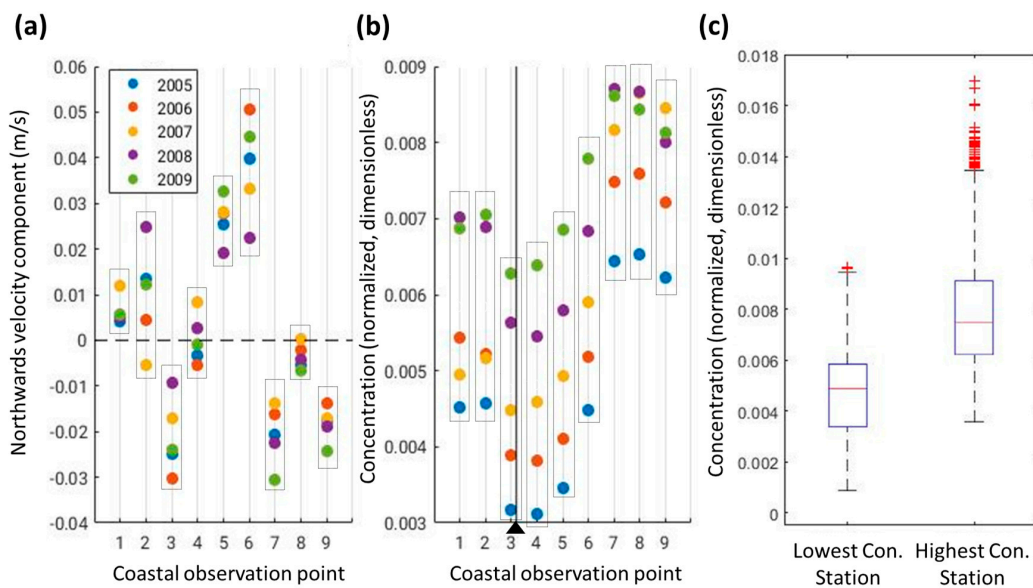 (a)
Northwards velocity component (m/s)
0.06
0.05
0.04
0.03
0.02
0.01
0
-0.01
-0.02
-0.03
-0.04
2005
2006
2007
2008
2009
1 2 3 4 5 6 7 8 9
Coastal observation point
(b)
Concentration (normalized, dimensionless)
0.009
0.008
0.007
0.006
0.005
0.004
0.003
1 2 3 4 5 6 7 8 9
Coastal observation point
(c)
Concentration (normalized, dimensionless)
0.018
0.016
0.014
0.012
0.010
0.008
0.006
0.004
0.002
0
Lowest Con.
Station
Highest Con.
Station